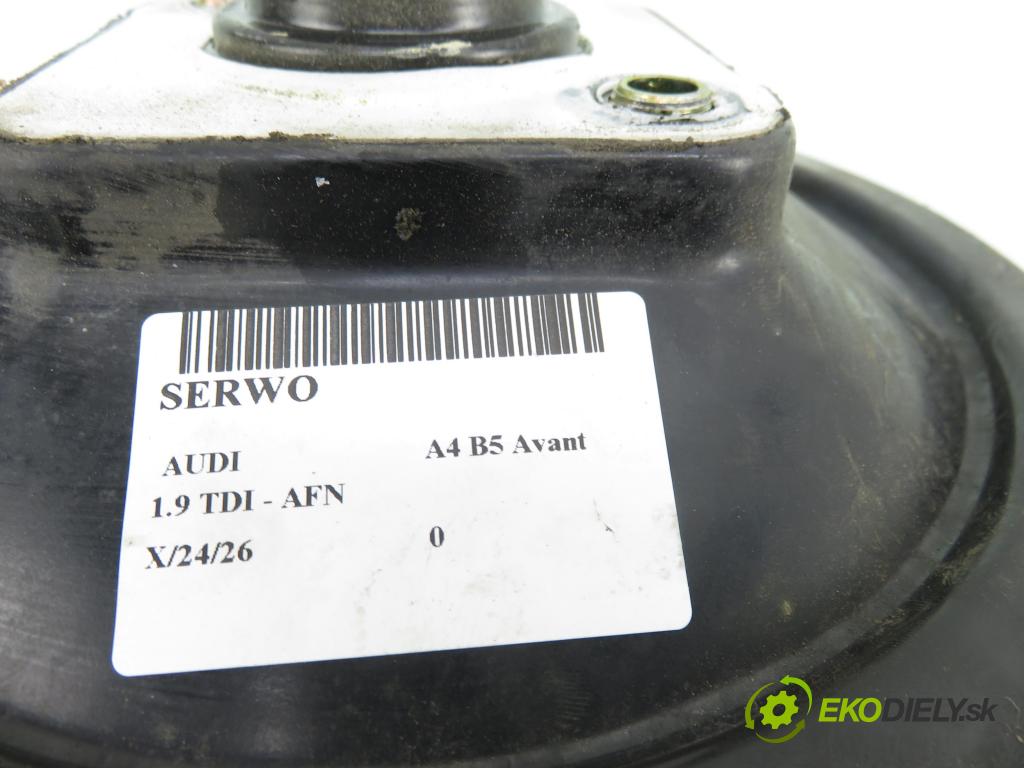 SERWO
AUDI A4 B5 Avant
1.9 TDI - AFN
X/24/26 0
EKODIELY.sk